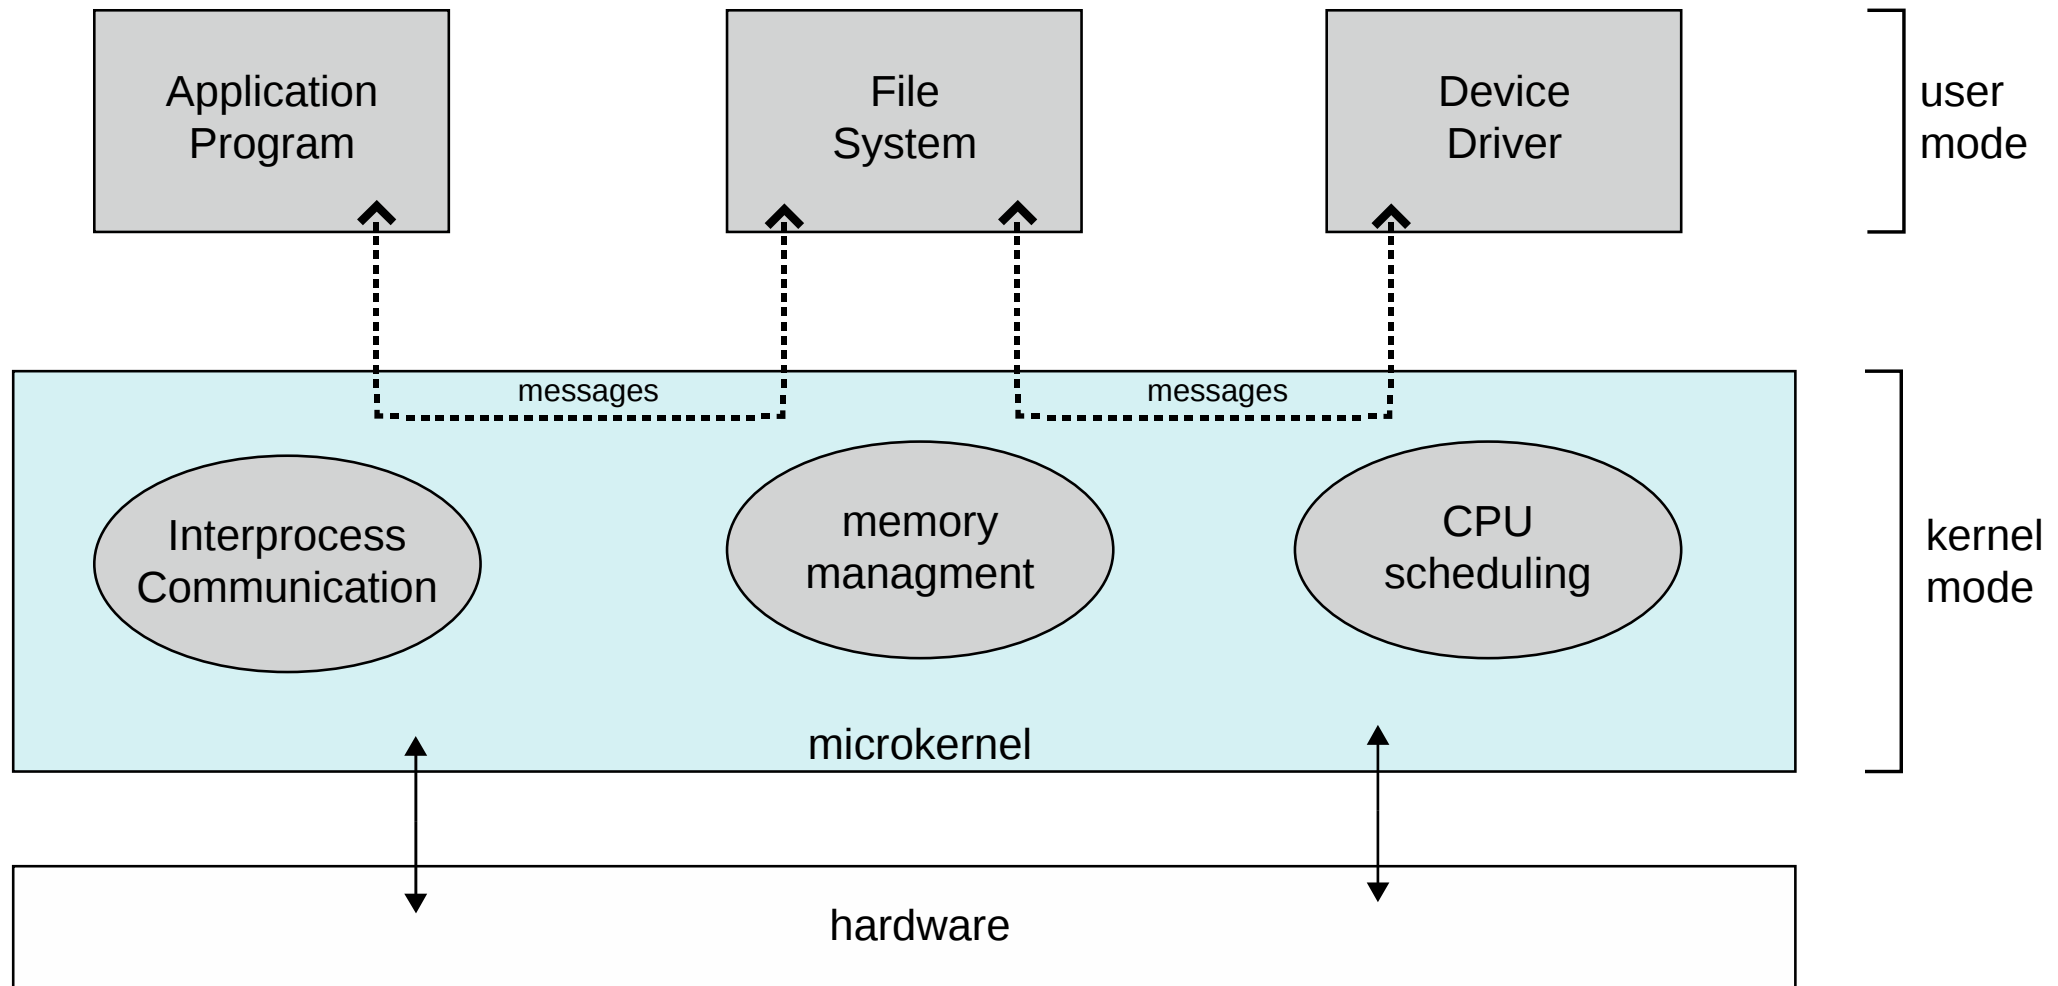 Application
Program
File
System
Device
Driver
user
mode
messages
messages
Interprocess
Communication
memory
managment
CPU
scheduling
kernel
mode
microkernel
hardware